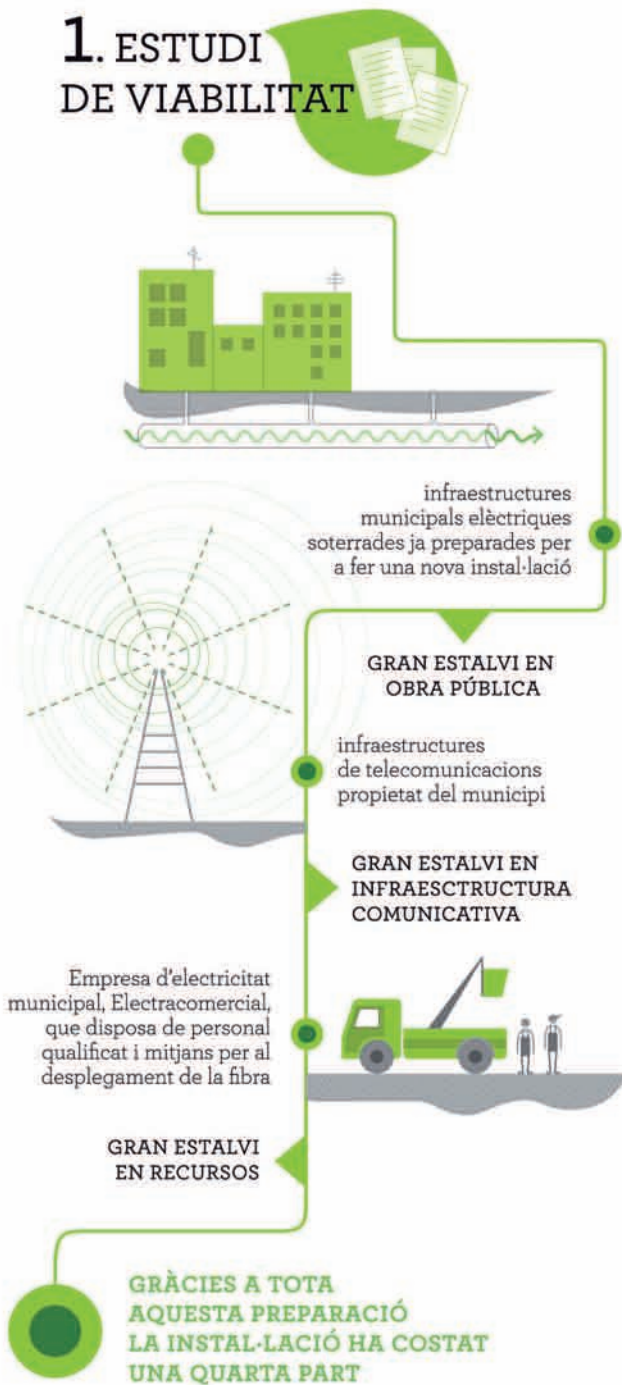 1. ESTUDI
DE VIABILITAT
infraestructures
municipals elèctriques
soterrades ja preparades per
a fer una nova instal·lació
GRAN ESTALVI EN
OBRA PÚBLICA
infraestructures
de telecomunicacions
propietat del municipi
GRAN ESTALVI EN
INFRAESCTRUCTURA
COMUNICATIVA
Empresa d'electricitat
municipal, Electracomercial,
que disposa de personal
qualificat i mitjans per al
desplegament de la fibra
GRAN ESTALVI
EN RECURSOS
GRÀCIES A TOTA
AQUESTA PREPARACIÓ
LA INSTAL·LACIÓ HA COSTAT
UNA QUARTA PART